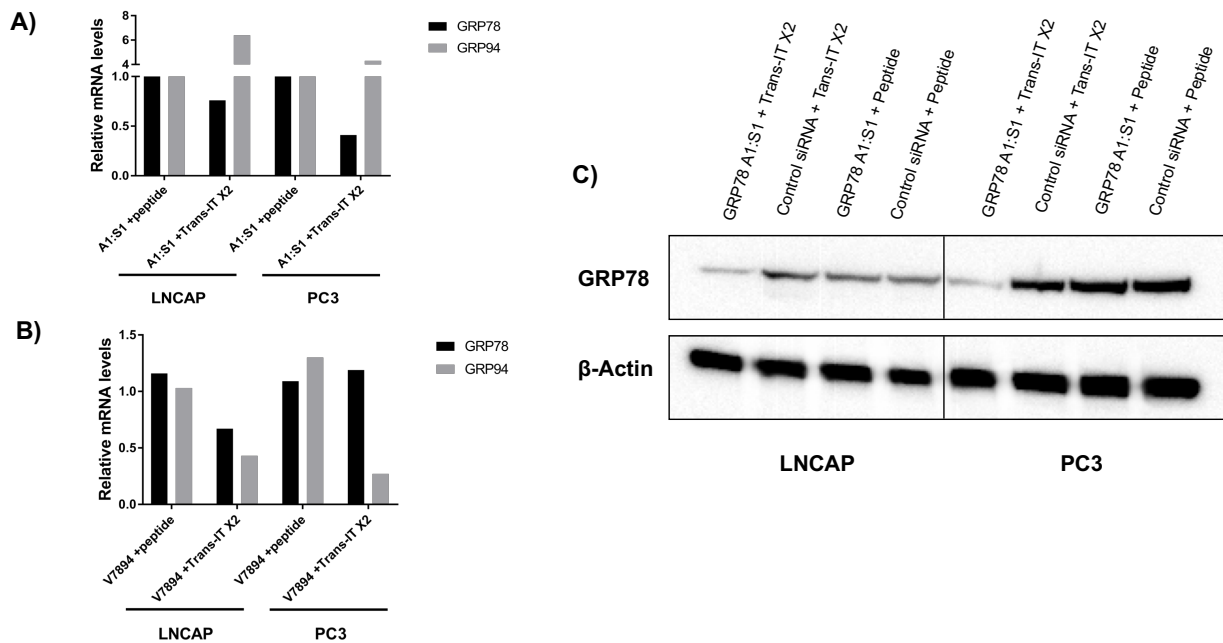 A)
Relative mRNA levels
8
6
4
1.0
0.5
0.0
GRP78
GRP94
A1:S1 +peptide
A1:S1 +Trans-IT X2
A1:S1 +peptide
A1:S1 +Trans-IT X2
LNCAP
PC3
B)
Relative mRNA levels
1.5
1.0
0.5
0.0
GRP78
GRP94
V7894 +peptide
V7894 +Trans-IT X2
V7894 +peptide
V7894 +Trans-IT X2
LNCAP
PC3
C)
GRP78 A1:S1 + Trans-IT X2
Control siRNA + Tans-IT X2
GRP78 A1:S1 + Peptide
Control siRNA + Peptide
GRP78 A1:S1 + Trans-IT X2
Control siRNA + Tans-IT X2
GRP78 A1:S1 + Peptide
Control siRNA + Peptide
GRP78
β-Actin
LNCAP
PC3